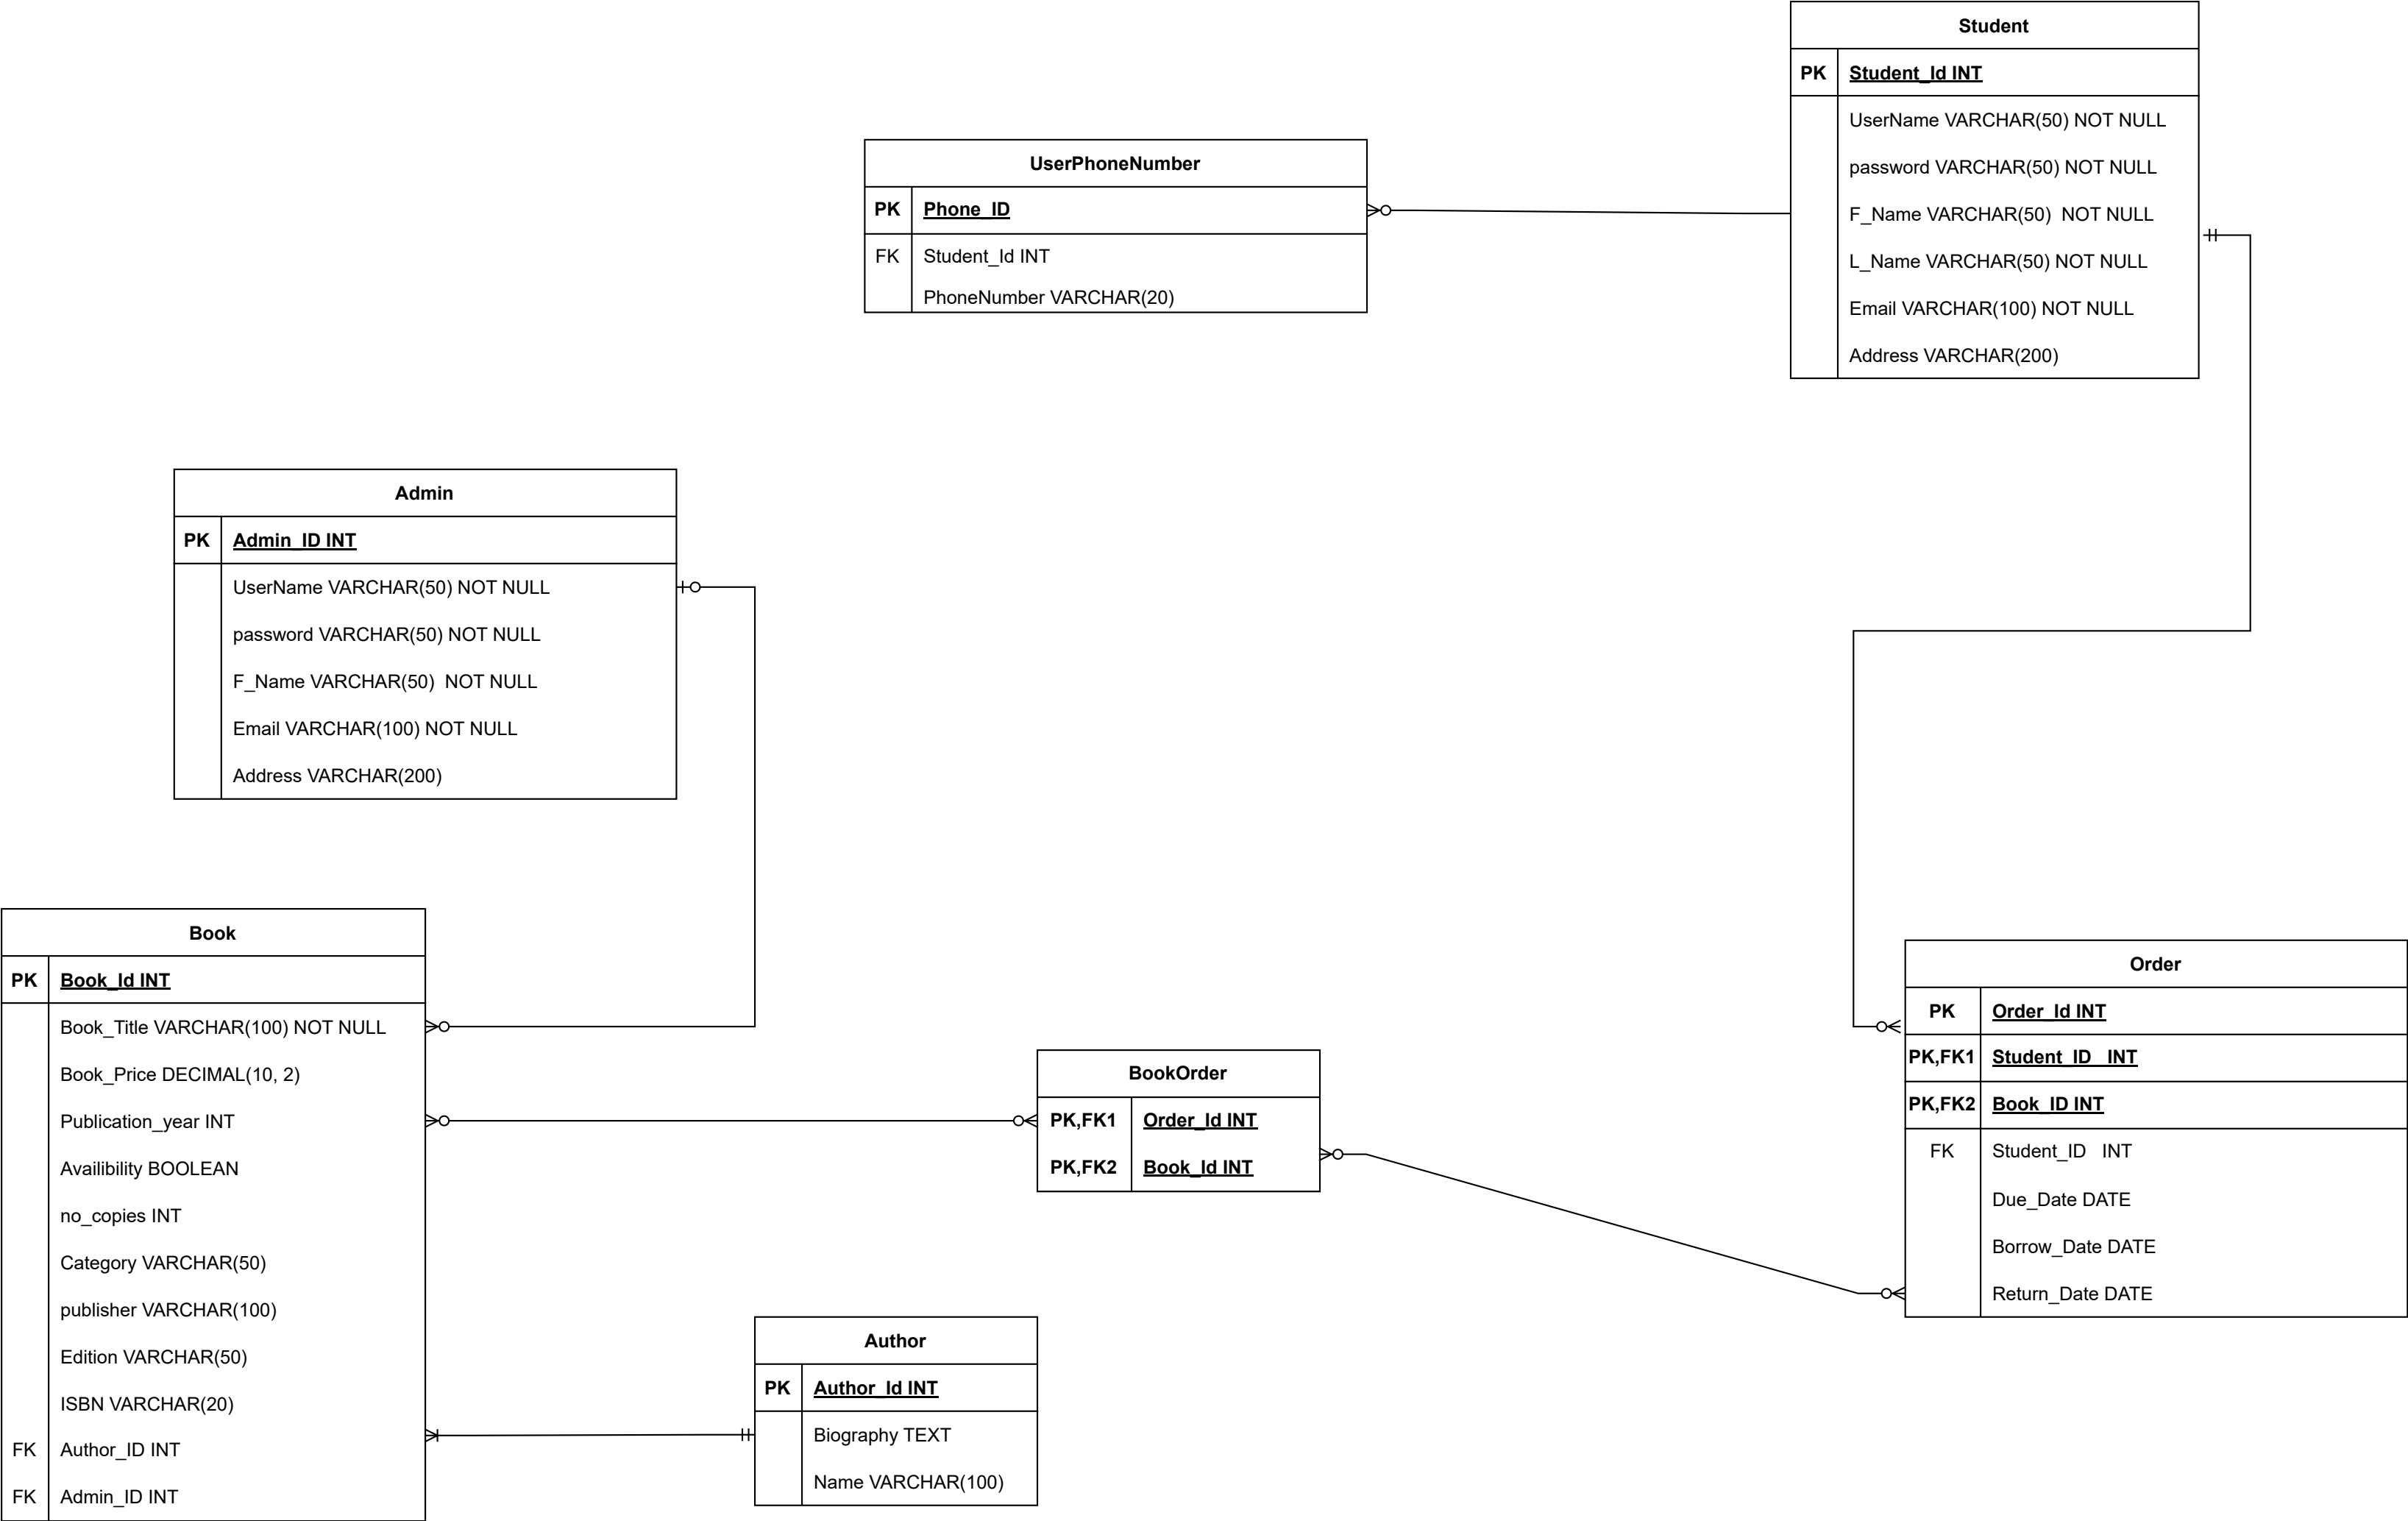 Student
PK Student_Id INT
UserName VARCHAR(50) NOT NULL
password VARCHAR(50) NOT NULL
F_Name VARCHAR(50)  NOT NULL
L_Name VARCHAR(50) NOT NULL
Email VARCHAR(100) NOT NULL
Address VARCHAR(200)
UserPhoneNumber
PK Phone_ID
FK Student_Id INT
PhoneNumber VARCHAR(20)
Admin
PK Admin_ID INT
UserName VARCHAR(50) NOT NULL
password VARCHAR(50) NOT NULL
F_Name VARCHAR(50)  NOT NULL
Email VARCHAR(100) NOT NULL
Address VARCHAR(200)
Book
PK Book_Id INT
Book_Title VARCHAR(100) NOT NULL
Book_Price DECIMAL(10, 2)
Publication_year INT
Availibility BOOLEAN
no_copies INT
Category VARCHAR(50)
publisher VARCHAR(100)
Edition VARCHAR(50)
ISBN VARCHAR(20)
FK Author_ID INT
FK Admin_ID INT
BookOrder
PK,FK1 Order_Id INT
PK,FK2 Book_Id INT
Author
PK Author_Id INT
Biography TEXT
Name VARCHAR(100)
Order
PK Order_Id INT
PK,FK1 Student_ID   INT
PK,FK2 Book_ID INT
FK Student_ID   INT
Due_Date DATE
Borrow_Date DATE
Return_Date DATE